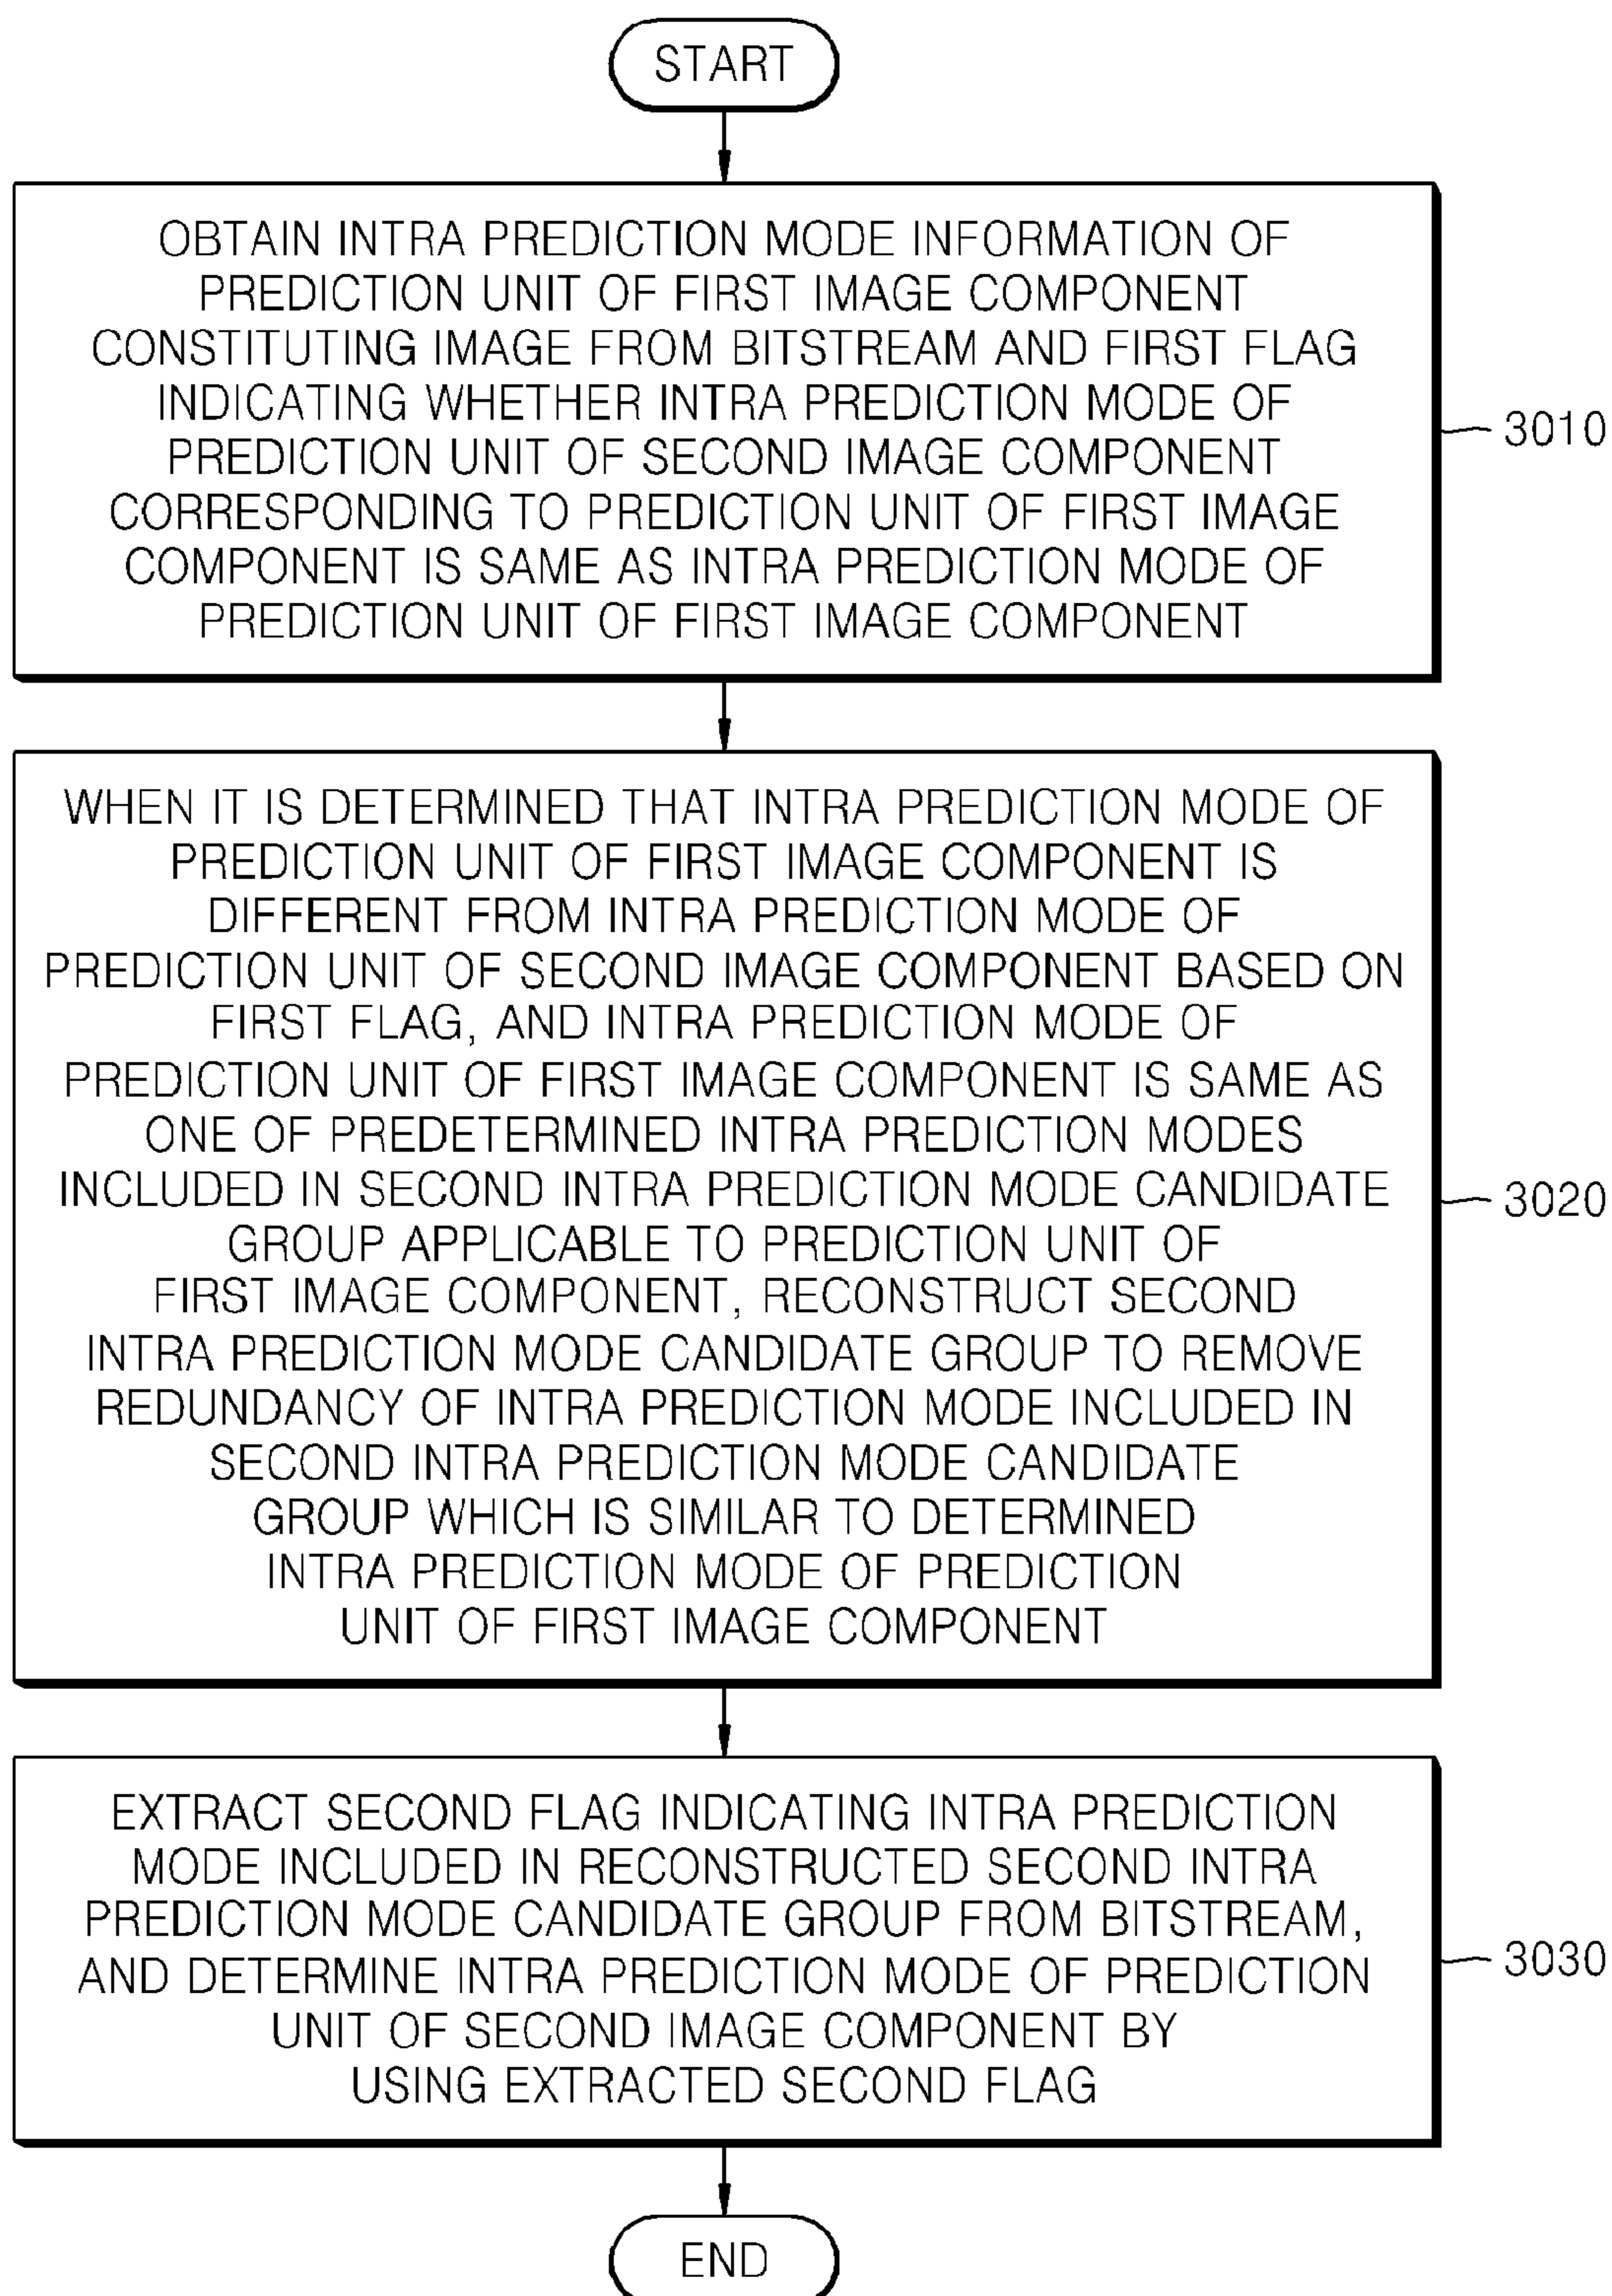 START
OBTAIN INTRA PREDICTION MODE INFORMATION OF
PREDICTION UNIT OF FIRST IMAGE COMPONENT
CONSTITUTING IMAGE FROM BITSTREAM AND FIRST FLAG
INDICATING WHETHER INTRA PREDICTION MODE OF
PREDICTION UNIT OF SECOND IMAGE COMPONENT
CORRESPONDING TO PREDICTION UNIT OF FIRST IMAGE
COMPONENT IS SAME AS INTRA PREDICTION MODE OF
PREDICTION UNIT OF FIRST IMAGE COMPONENT
3010
WHEN IT IS DETERMINED THAT INTRA PREDICTION MODE OF
PREDICTION UNIT OF FIRST IMAGE COMPONENT IS
DIFFERENT FROM INTRA PREDICTION MODE OF
PREDICTION UNIT OF SECOND IMAGE COMPONENT BASED ON
FIRST FLAG, AND INTRA PREDICTION MODE OF
PREDICTION UNIT OF FIRST IMAGE COMPONENT IS SAME AS
ONE OF PREDETERMINED INTRA PREDICTION MODES
INCLUDED IN SECOND INTRA PREDICTION MODE CANDIDATE
GROUP APPLICABLE TO PREDICTION UNIT OF
FIRST IMAGE COMPONENT, RECONSTRUCT SECOND
INTRA PREDICTION MODE CANDIDATE GROUP TO REMOVE
REDUNDANCY OF INTRA PREDICTION MODE INCLUDED IN
SECOND INTRA PREDICTION MODE CANDIDATE
GROUP WHICH IS SIMILAR TO DETERMINED
INTRA PREDICTION MODE OF PREDICTION
UNIT OF FIRST IMAGE COMPONENT
3020
EXTRACT SECOND FLAG INDICATING INTRA PREDICTION
MODE INCLUDED IN RECONSTRUCTED SECOND INTRA
PREDICTION MODE CANDIDATE GROUP FROM BITSTREAM,
AND DETERMINE INTRA PREDICTION MODE OF PREDICTION
UNIT OF SECOND IMAGE COMPONENT BY
USING EXTRACTED SECOND FLAG
3030
END